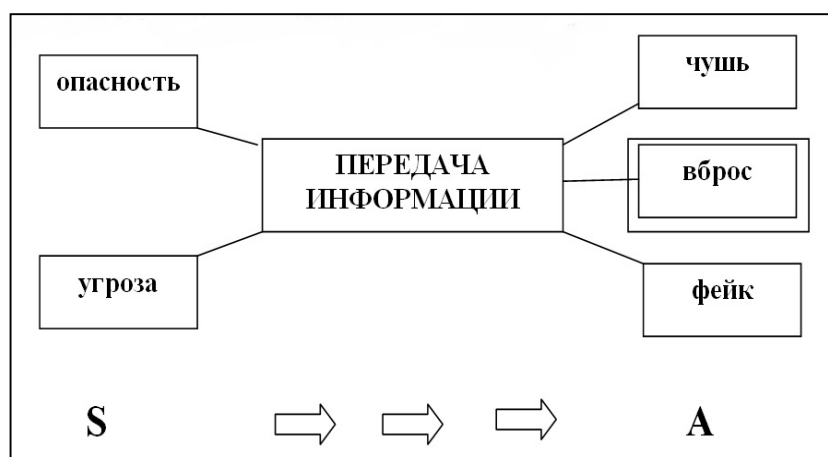 опасность
чушь
ПЕРЕДАЧА
ИНФОРМАЦИИ
вброс
угроза
фейк
S
A